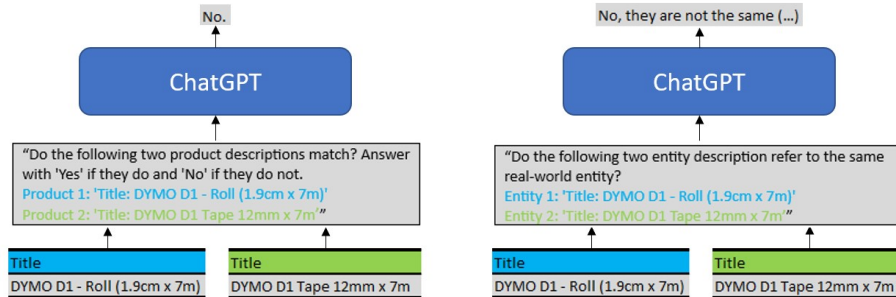 No.
ChatGPT
"Do the following two product descriptions match? Answer
with 'Yes' if they do and 'No' if they do not.
Product 1: 'Title: DYMO D1 - Roll (1.9cm x 7m)'
Product 2: 'Title: DYMO D1 Tape 12mm x 7m'"
Title
DYMO D1 - Roll (1.9cm x 7m)
Title
DYMO D1 Tape 12mm x 7m
No, they are not the same (...)
ChatGPT
"Do the following two entity description refer to the same
real-world entity?
Entity 1: 'Title: DYMO D1 - Roll (1.9cm x 7m)'
Entity 2: 'Title: DYMO D1 Tape 12mm x 7m'"
Title
DYMO D1 - Roll (1.9cm x 7m)
Title
DYMO D1 Tape 12mm x 7m